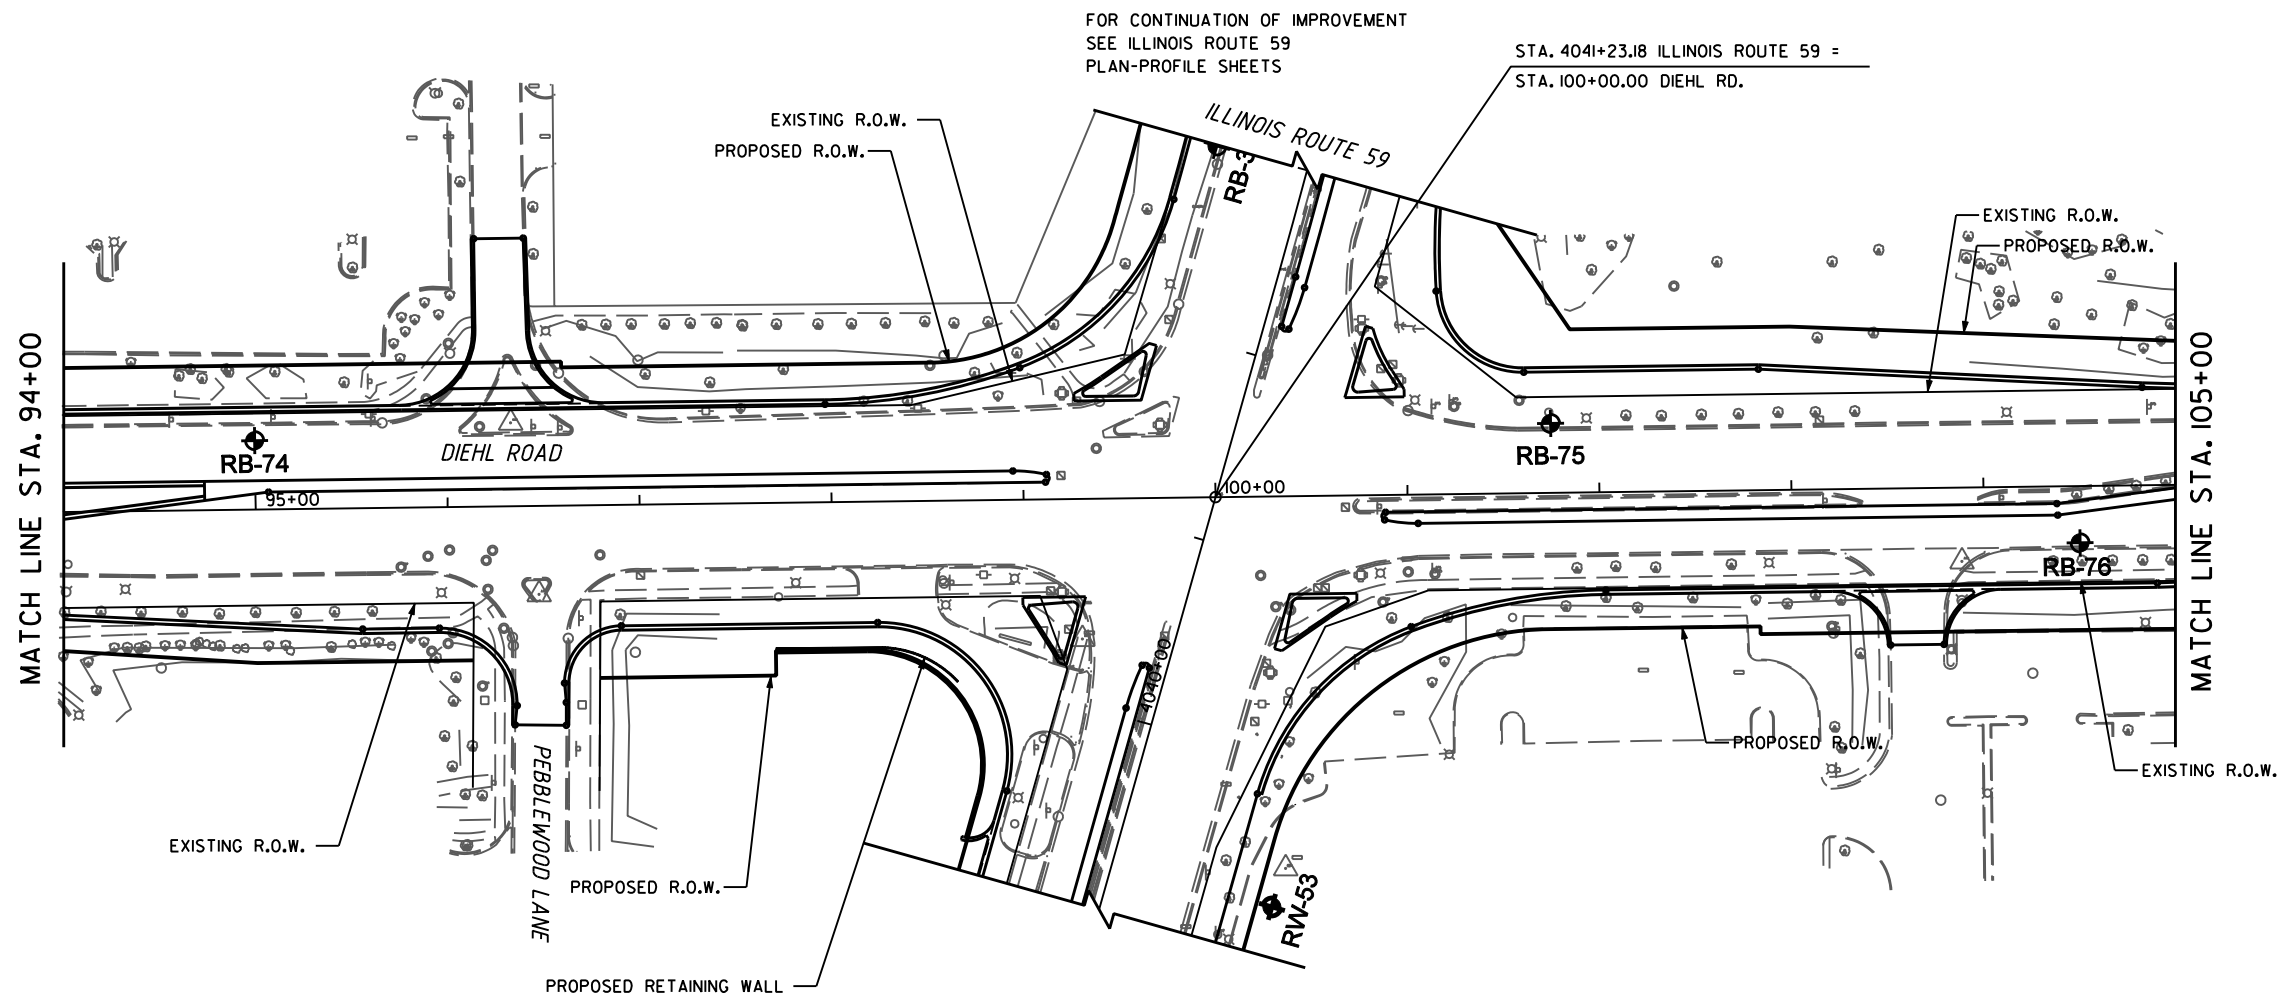 FOR CONTINUATION OF IMPROVEMENT
SEE ILLINOIS ROUTE 59
PLAN-PROFILE SHEETS
STA. 4041+23.18 ILLINOIS ROUTE 59 =
STA. 100+00.00 DIEHL RD.
ILLINOIS ROUTE 59
EXISTING R.O.W.
PROPOSED R.O.W.
EXISTING R.O.W.
PROPOSED R.O.W.
MATCH LINE STA. 94+00
MATCH LINE STA. 105+00
RB-74
DIEHL ROAD
RB-75
95+00
100+00
RB-76
4040+00
PROPOSED R.O.W.
EXISTING R.O.W.
EXISTING R.O.W.
PEBBLEWOOD LANE
PROPOSED R.O.W.
RW-53
PROPOSED RETAINING WALL